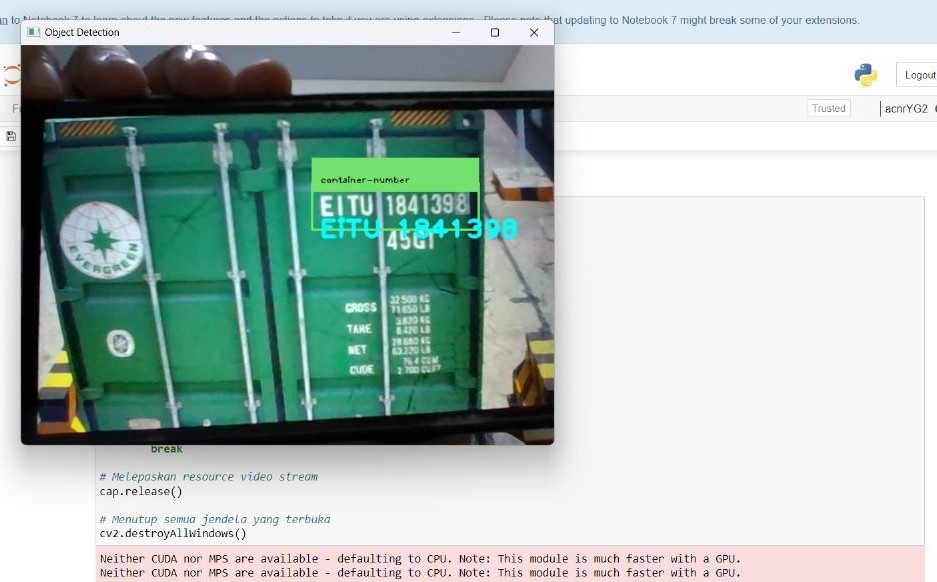 to Notebook 7 to learn about the new features and the actions to take if you are using extensions - Please note that updating to Notebook 7 might break some of your extensions.
Object Detection
Logout
Trusted
acnrYG2
container-number
EITU 1841398
EiTU 1841398
45G1
EVERGREEN
GROSS 32.500 KG
71.650 LB
TARE 3.820 KG
8.420 LB
NET 28.680 KG
63.220 LB
CUBE 76.4 CUM
2.700 CUFT
break
# Melepaskan resource video stream
cap.release()
# Menutup semua jendela yang terbuka
cv2.destroyAllWindows()
Neither CUDA nor MPS are available - defaulting to CPU. Note: This module is much faster with a GPU.
Neither CUDA nor MPS are available - defaulting to CPU. Note: This module is much faster with a GPU.